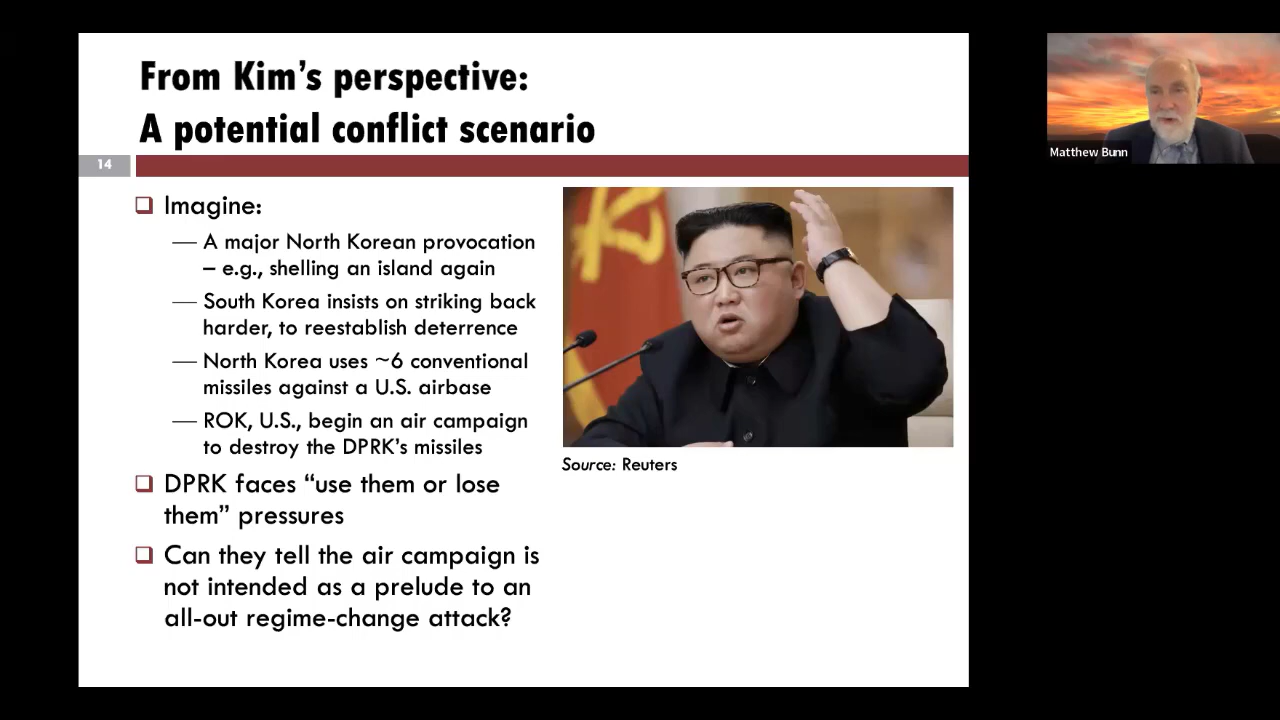 From Kim’s perspective:
A potential conflict scenario
14
❑ Imagine:
— A major North Korean provocation
– e.g., shelling an island again
— South Korea insists on striking back
harder, to reestablish deterrence
— North Korea uses ~6 conventional
missiles against a U.S. airbase
— ROK, U.S., begin an air campaign
to destroy the DPRK’s missiles
❑ DPRK faces “use them or lose
them” pressures
❑ Can they tell the air campaign is
not intended as a prelude to an
all-out regime-change attack?
Source: Reuters
Matthew Bunn